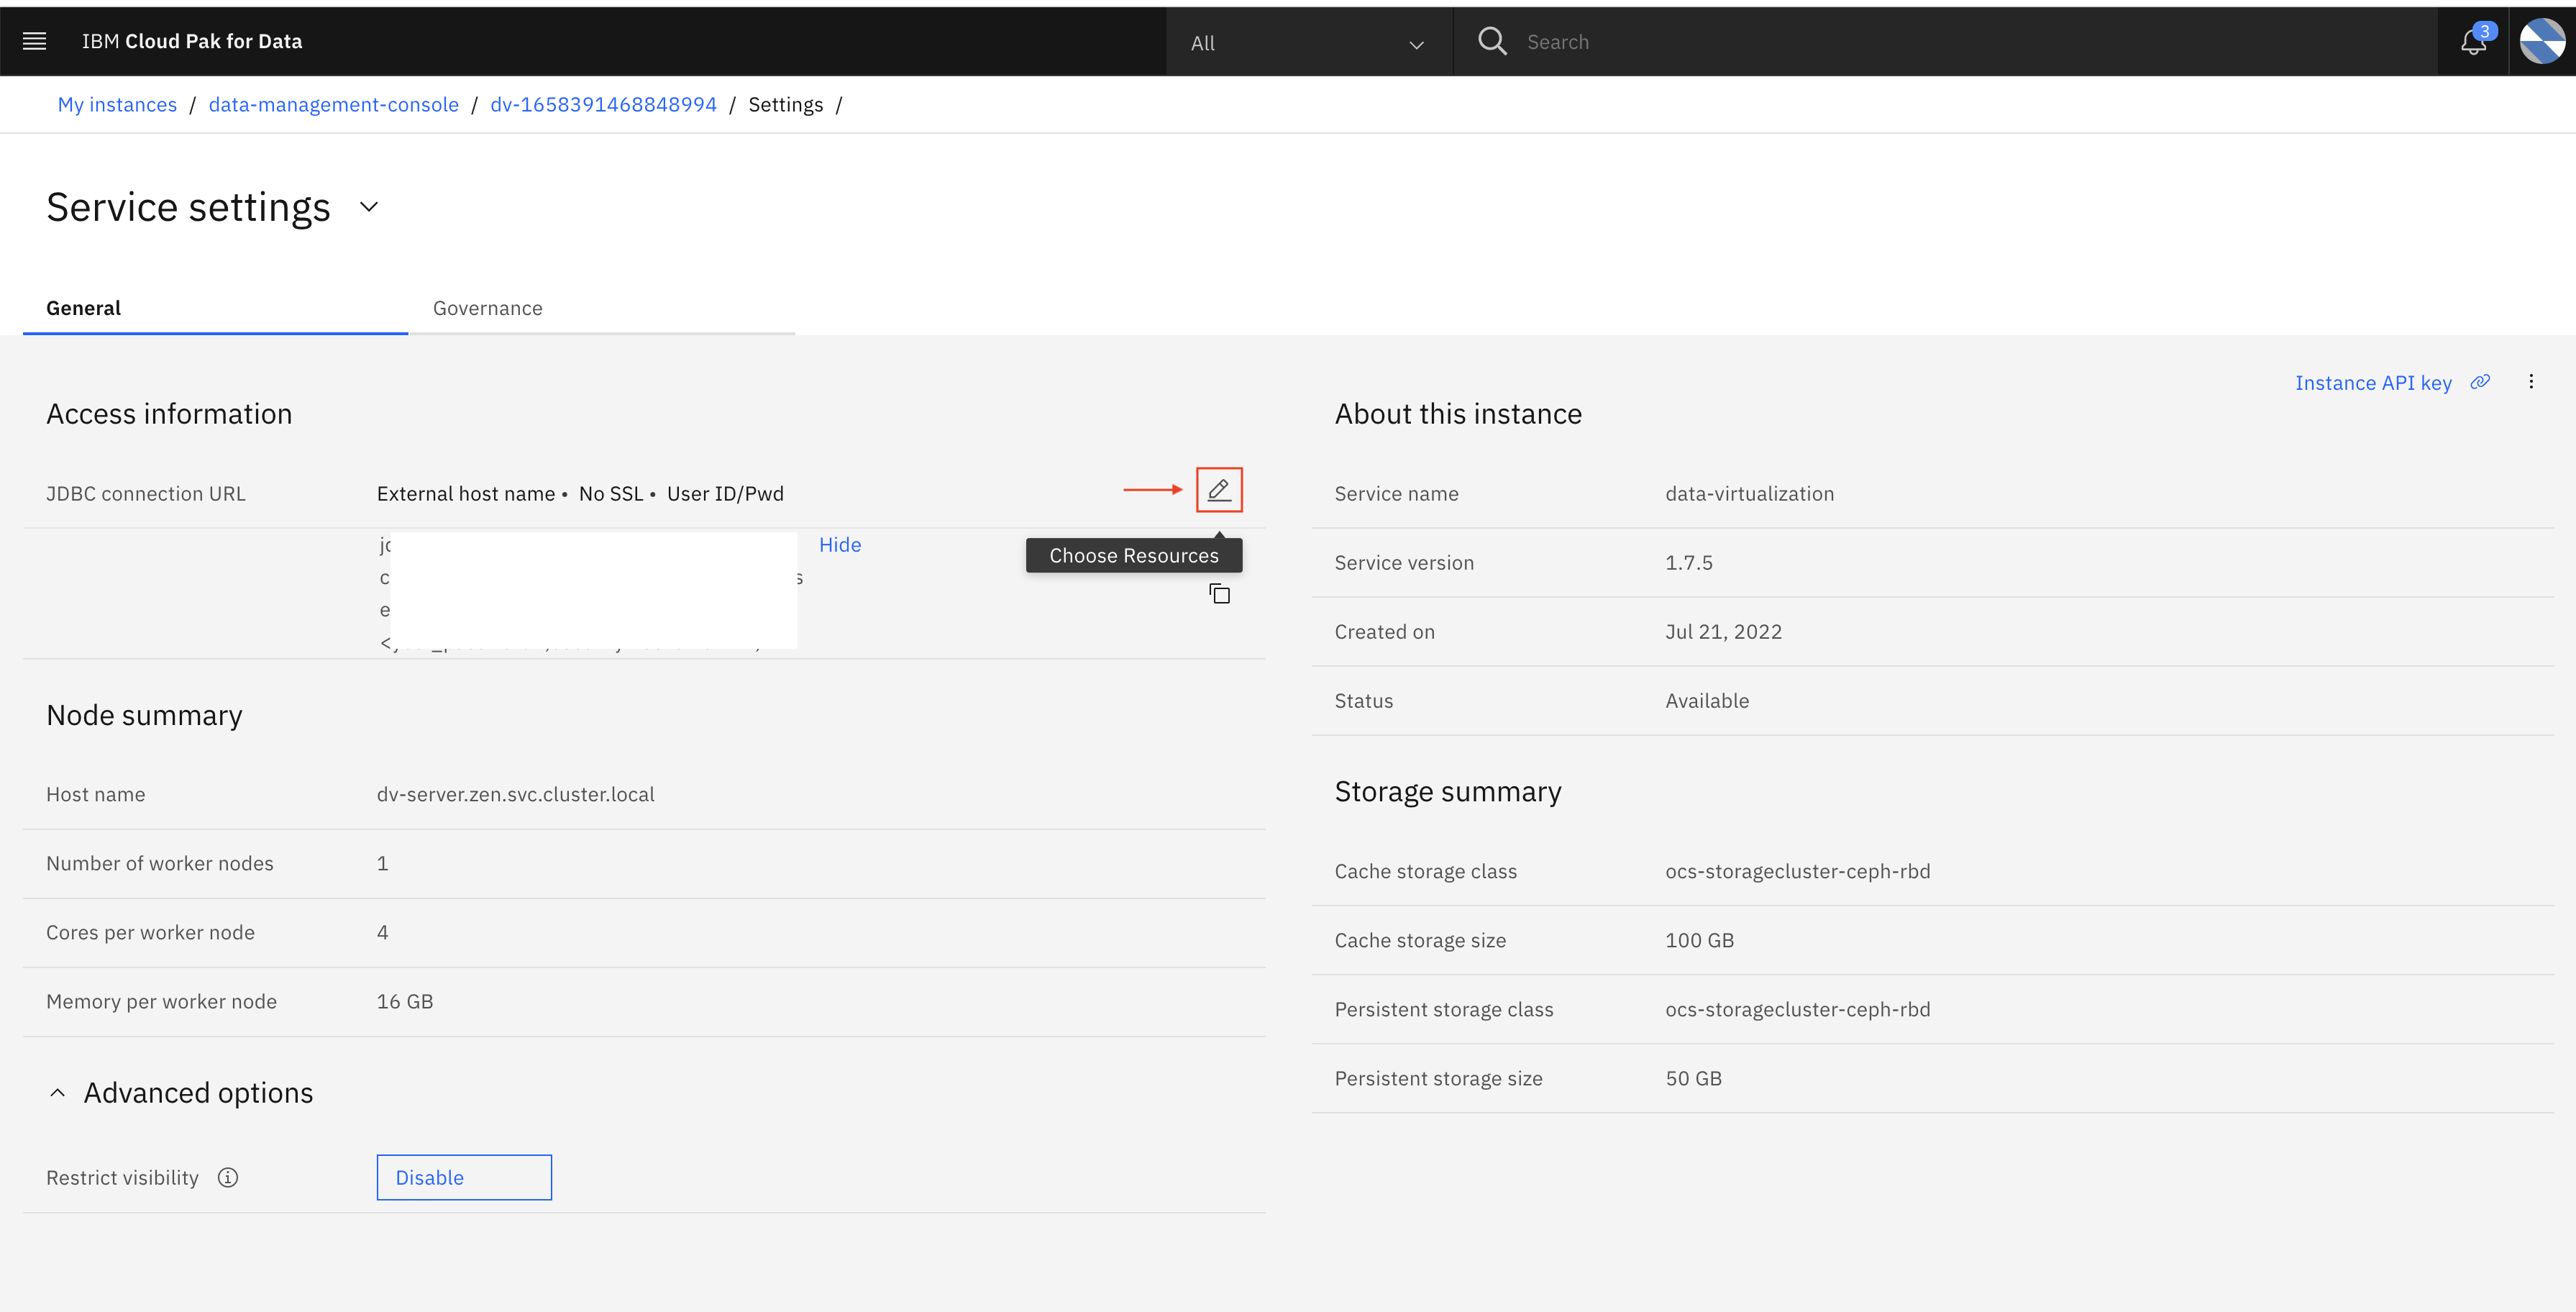 IBM Cloud Pak for Data
All
Search
3
My instances / data-management-console / dv-1658391468848994 / Settings /
Service settings
General
Governance
Instance API key
Access information
JDBC connection URL
External host name • No SSL • User ID/Pwd
Hide
Choose Resources
Node summary
Host name
dv-server.zen.svc.cluster.local
Number of worker nodes
1
Cores per worker node
4
Memory per worker node
16 GB
Advanced options
Restrict visibility
Disable
About this instance
Service name
data-virtualization
Service version
1.7.5
Created on
Jul 21, 2022
Status
Available
Storage summary
Cache storage class
ocs-storagecluster-ceph-rbd
Cache storage size
100 GB
Persistent storage class
ocs-storagecluster-ceph-rbd
Persistent storage size
50 GB